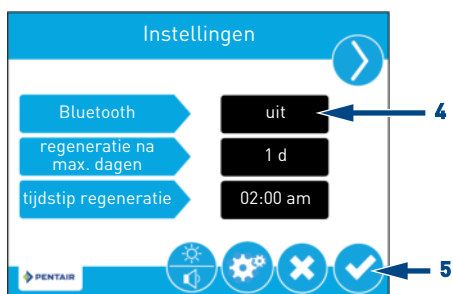 Instellingen
Bluetooth
uit
4
regeneratie na
max. dagen
1 d
tijdstip regeneratie
02:00 am
PENTAIR
5